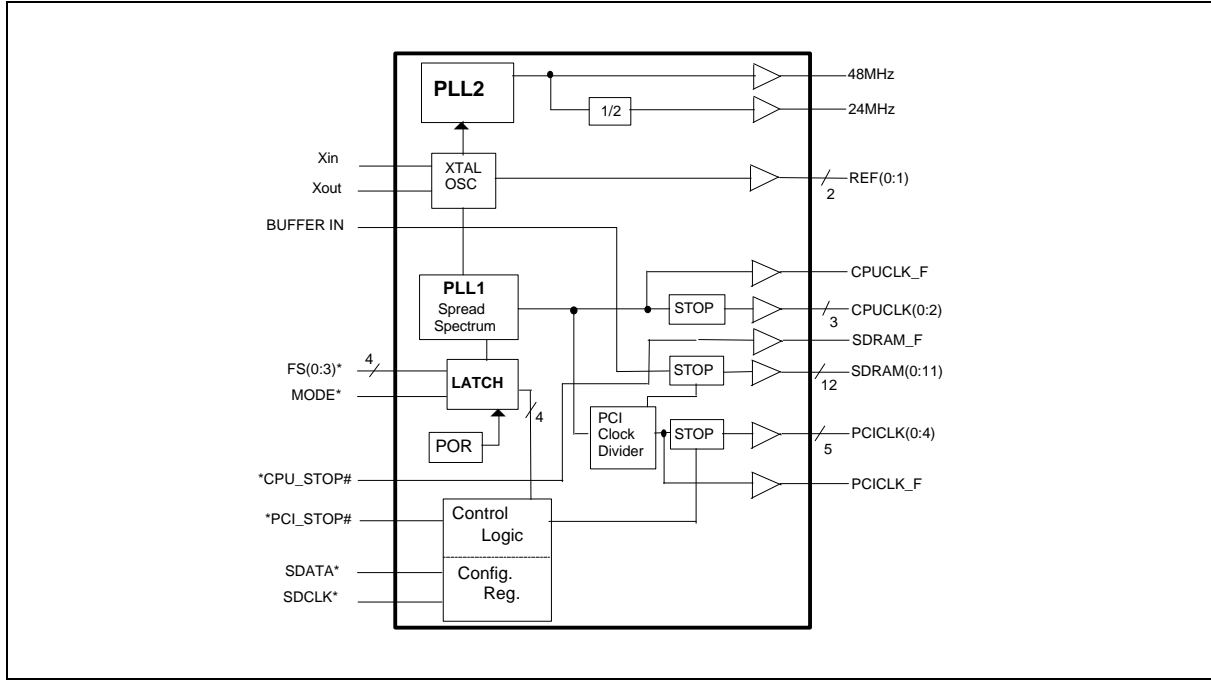 PLL2
48MHz
1/2
24MHz
Xin
XTAL
OSC
Xout
REF(0:1)
2
BUFFER IN
CPUCLK_F
PLL1
Spread
Spectrum
STOP
CPUCLK(0:2)
3
SDRAM_F
FS(0:3)*
4
STOP
SDRAM(0:11)
12
LATCH
MODE*
4
PCI
Clock
Divider
STOP
PCICLK(0:4)
5
POR
*CPU_STOP#
PCICLK_F
*PCI_STOP#
Control
Logic
SDATA*
Config.
Reg.
SDCLK*